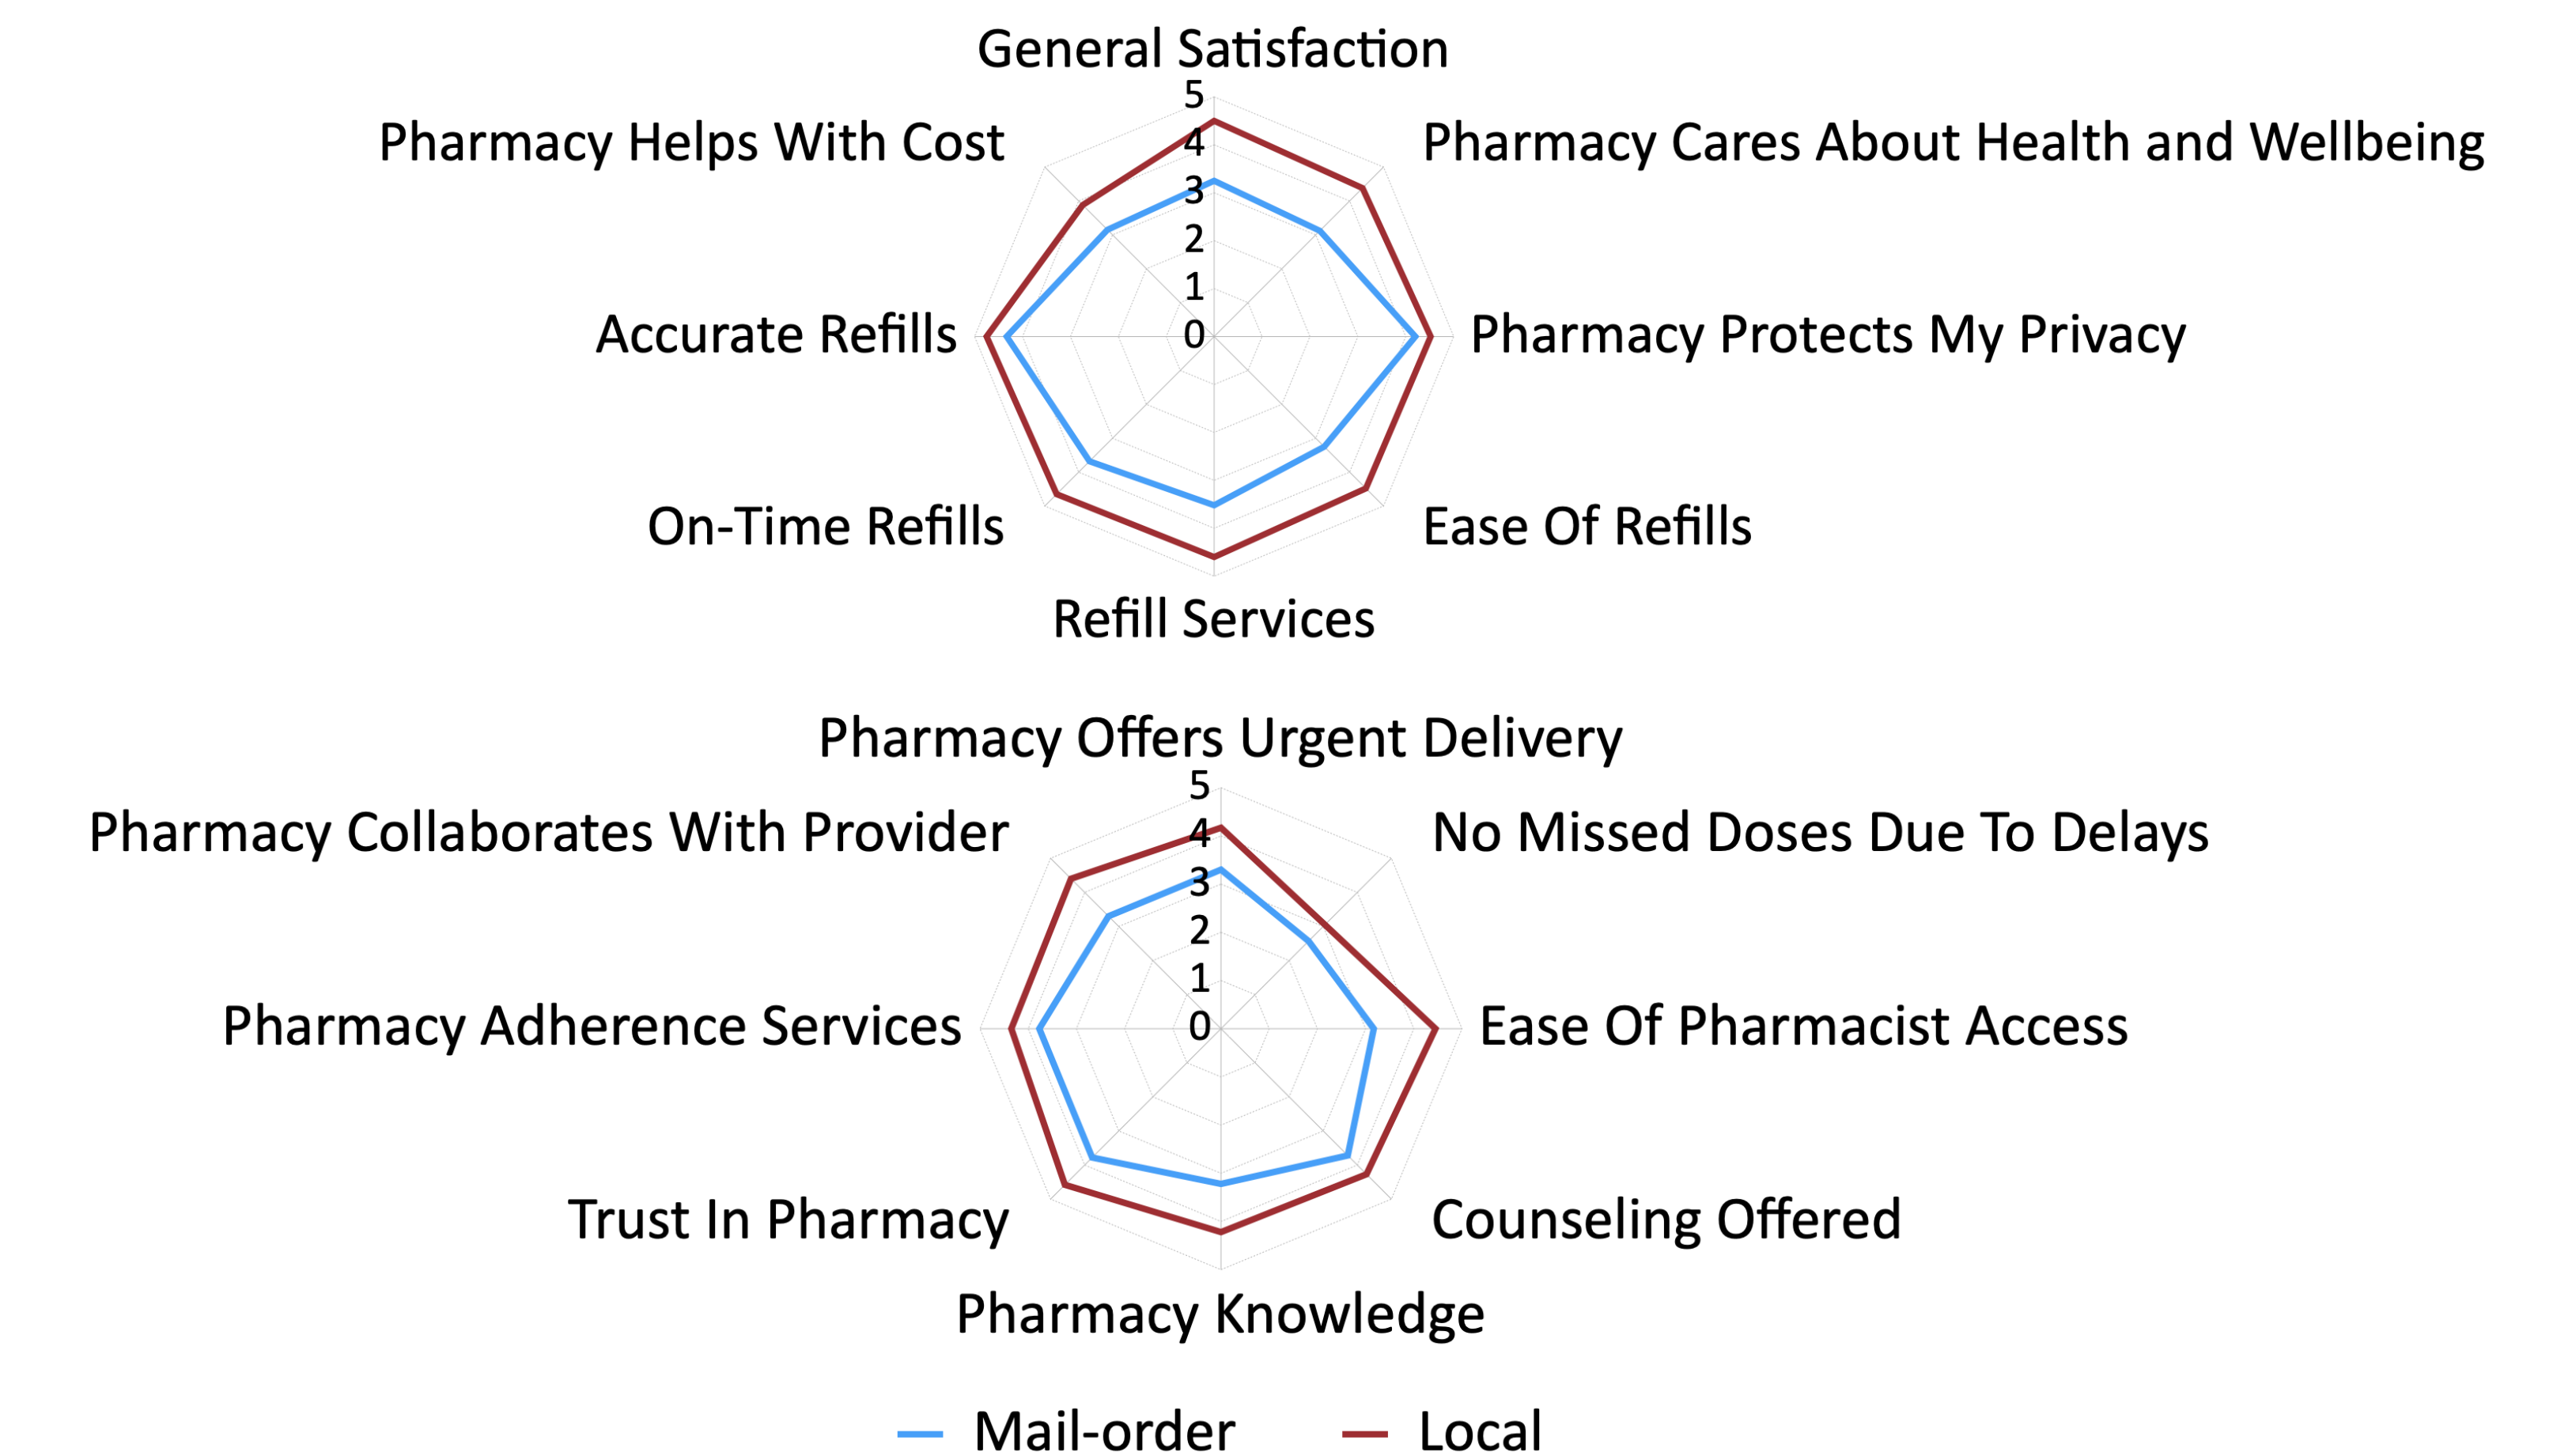 General Satisfaction
5
Pharmacy Helps With Cost
4
Pharmacy Cares About Health and Wellbeing
3
2
1
Accurate Refills
0
Pharmacy Protects My Privacy
On-Time Refills
Ease Of Refills
Refill Services
Pharmacy Offers Urgent Delivery
5
Pharmacy Collaborates With Provider
4
No Missed Doses Due To Delays
3
2
1
Pharmacy Adherence Services
0
Ease Of Pharmacist Access
Trust In Pharmacy
Counseling Offered
Pharmacy Knowledge
Mail-order
Local